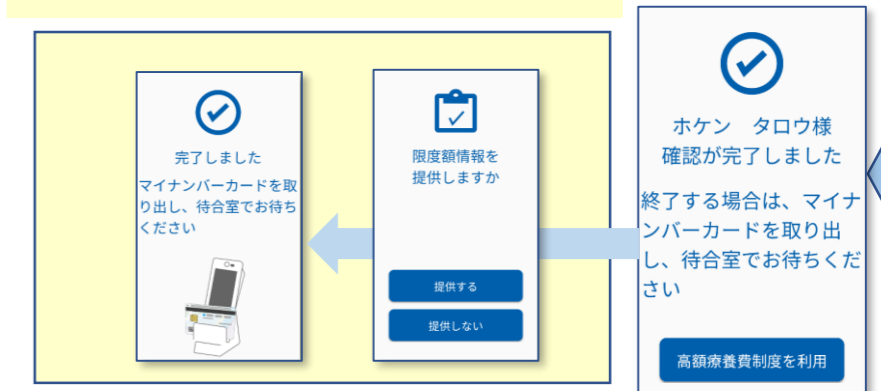 完了しました
マイナンバーカードを取
り出し、待合室でお待ち
ください
限度額情報を
提供しますか
提供する
提供しない
ホケン　タロウ様
確認が完了しました
終了する場合は、マイナ
ンバーカードを取り出
し、待合室でお待ちくだ
さい
高額療養費制度を利用